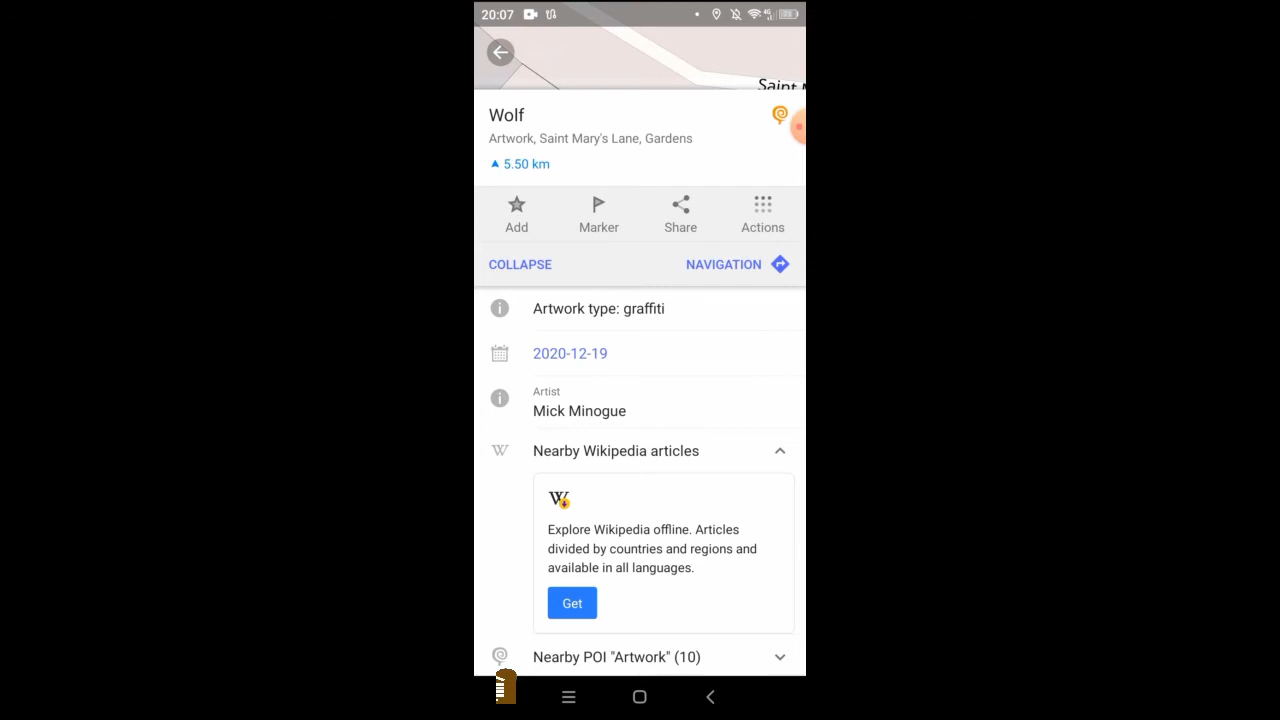 20:07
Saint
Wolf
Artwork, Saint Mary's Lane, Gardens
5.50 km
Add
Marker
Share
Actions
COLLAPSE
NAVIGATION
Artwork type: graffiti
2020-12-19
Artist
Mick Minogue
W
Nearby Wikipedia articles
W
Explore Wikipedia offline. Articles
divided by countries and regions and
available in all languages.
Get
Nearby POI "Artwork" (10)